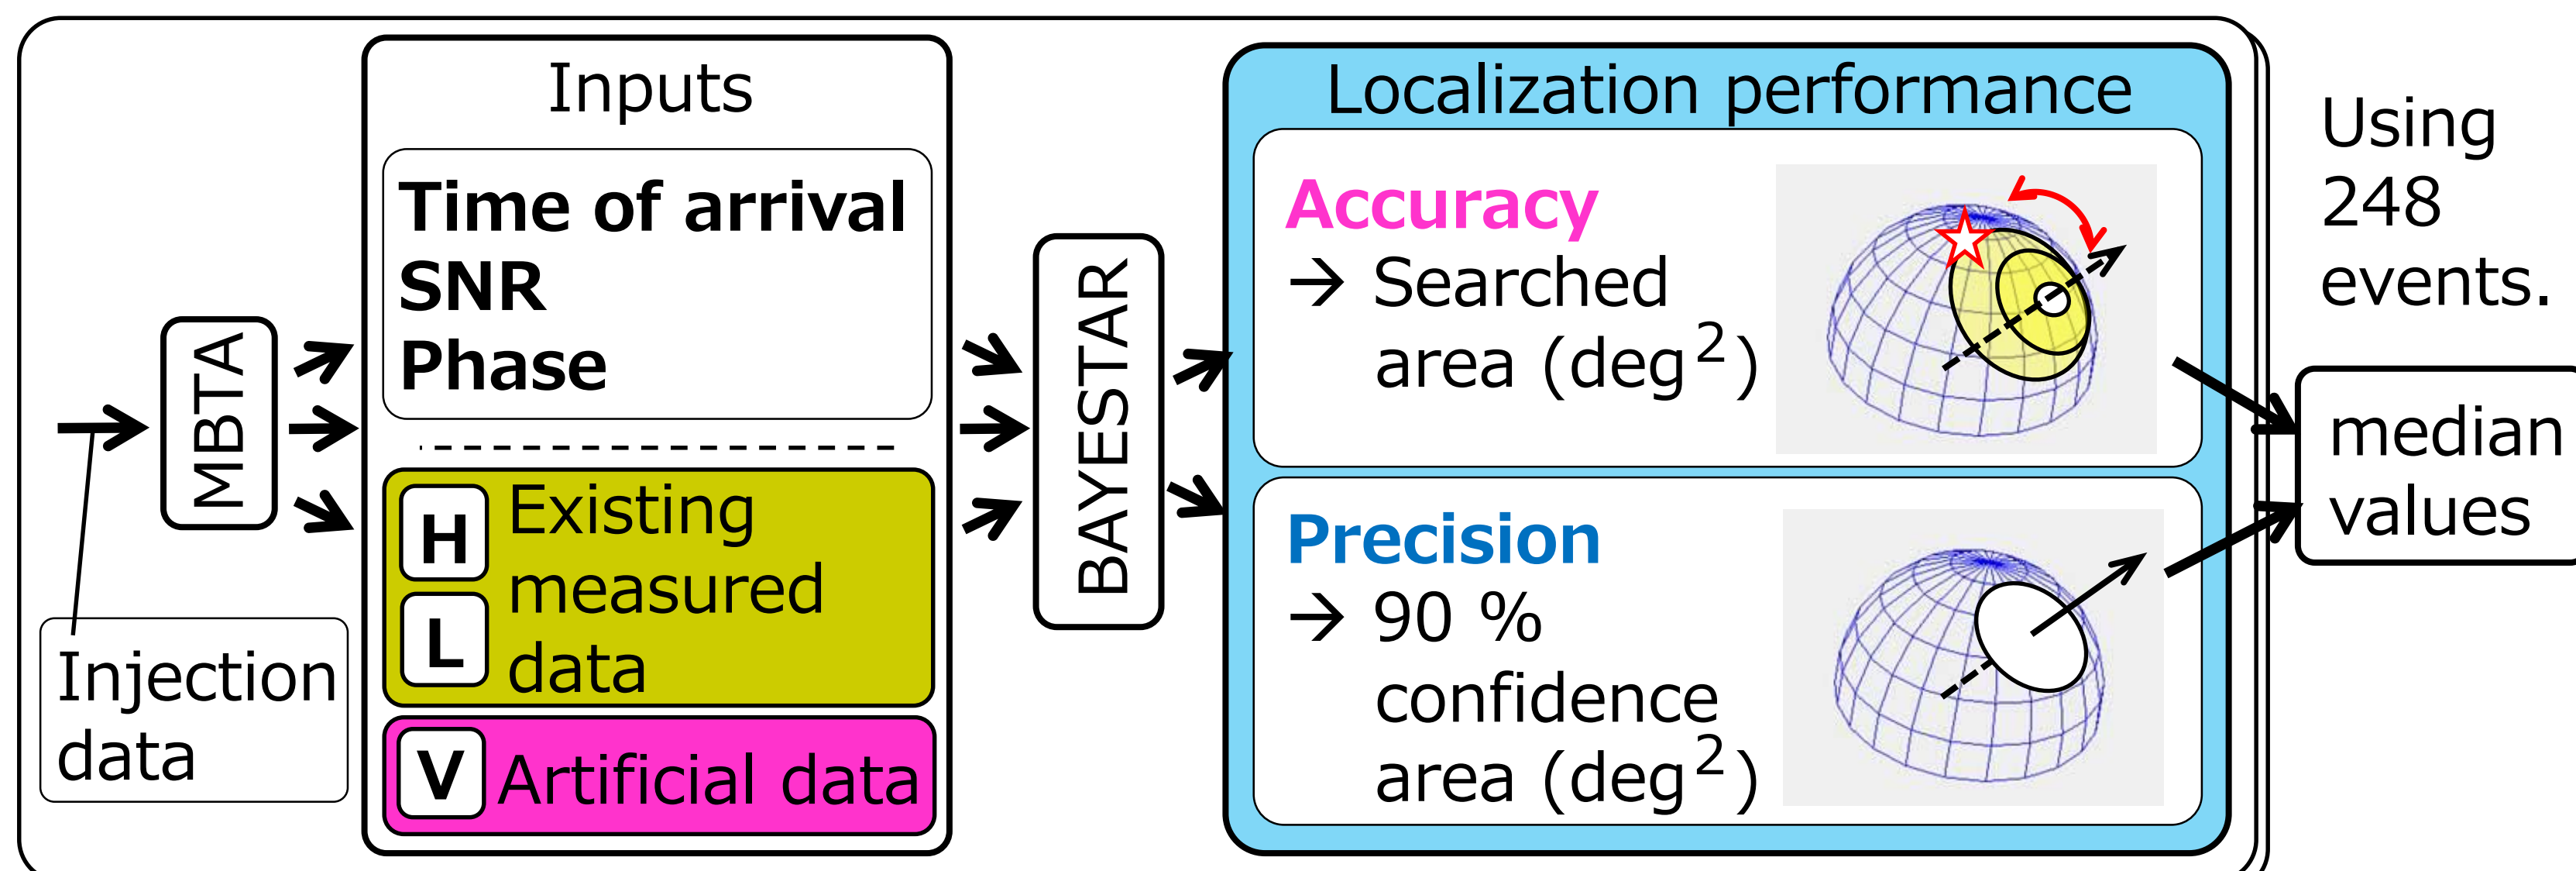 Injection
data
MBTA
Inputs
Time of arrival
SNR
Phase
H
L
Existing
measured
data
V
Artificial data
BAYESTAR
Localization performance
Accuracy
→ Searched
area (deg²)
Precision
→ 90 %
confidence
area (deg²)
Using
248
events.
median
values